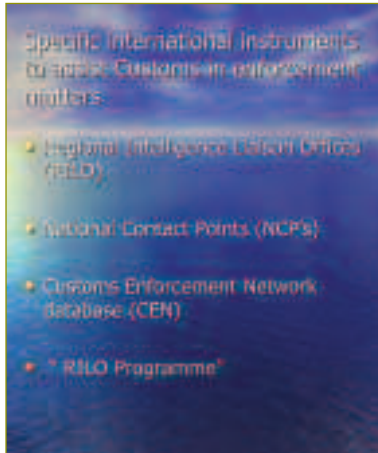 Specific international instruments
to assist Customs in enforcement
matters
Regional Intelligence Liaison Offices
(RILO)
National Contact Points (NCP's)
Customs Enforcement Network
database (CEN)
" RILO Programme"